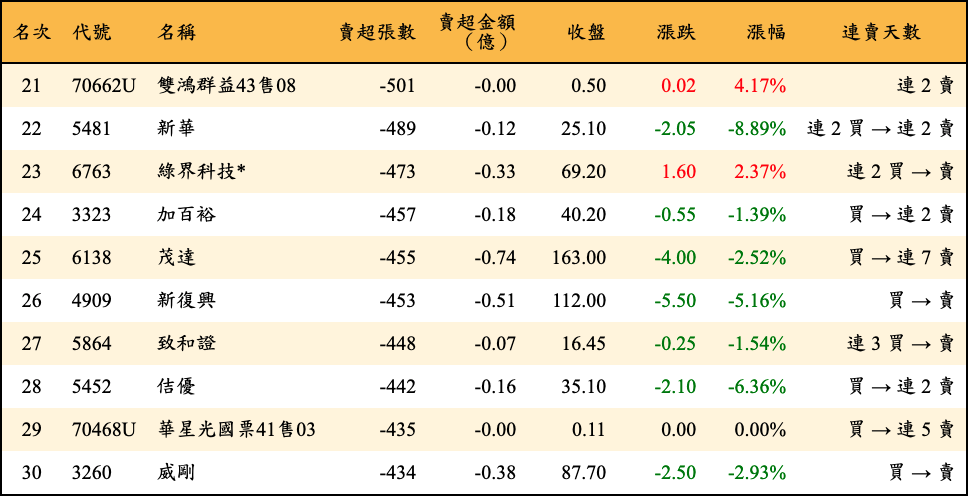 名次 代號 名稱 賣超張數 賣超金額（億） 收盤 漲跌 漲幅 連賣天數
21 70662U 雙鴻群益43售08 -501 -0.00 0.50 0.02 4.17% 連 2 賣
22 5481 新華 -489 -0.12 25.10 -2.05 -8.89% 連 2 買 → 連 2 賣
23 6763 綠界科技* -473 -0.33 69.20 1.60 2.37% 連 2 買 → 賣
24 3323 加百裕 -457 -0.18 40.20 -0.55 -1.39% 買 → 連 2 賣
25 6138 茂達 -455 -0.74 163.00 -4.00 -2.52% 買 → 連 7 賣
26 4909 新復興 -453 -0.51 112.00 -5.50 -5.16% 買 → 賣
27 5864 致和證 -448 -0.07 16.45 -0.25 -1.54% 連 3 買 → 賣
28 5452 佶優 -442 -0.16 35.10 -2.10 -6.36% 買 → 連 2 賣
29 70468U 華星光國票41售03 -435 -0.00 0.11 0.00 0.00% 買 → 連 5 賣
30 3260 威剛 -434 -0.38 87.70 -2.50 -2.93% 買 → 賣